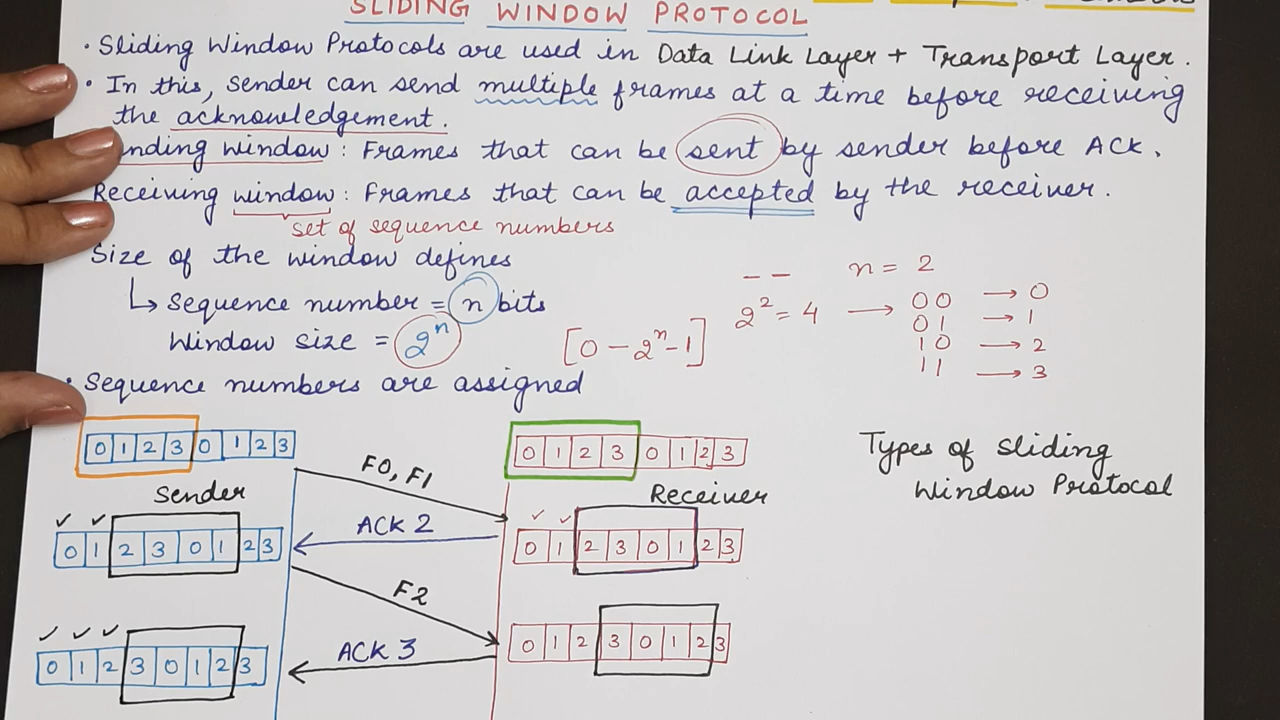 SLIDING WINDOW PROTOCOL
• Sliding Window Protocols are used in Data Link Layer + Transport Layer.
• In this, sender can send multiple frames at a time before receiving
the acknowledgement.
nding window: Frames that can be sent by sender before ACK.
Receiving window: Frames that can be accepted by the receiver.
set of sequence numbers
Size of the window defines
↳ Sequence number = n bits
Window size = 2^n
[0 - 2^n - 1]
-- n = 2
2^2 = 4 → 00 → 0
01 → 1
10 → 2
11 → 3
• Sequence numbers are assigned
0 1 2 3 0 1 2 3
Sender
F0, F1
0 1 2 3 0 1 2 3
Receiver
Types of Sliding
Window Protocol
✓ ✓
0 1 2 3 0 1 2 3
ACK 2
✓ ✓
0 1 2 3 0 1 2 3
F2
✓ ✓ ✓
0 1 2 3 0 1 2 3
ACK 3
0 1 2 3 0 1 2 3